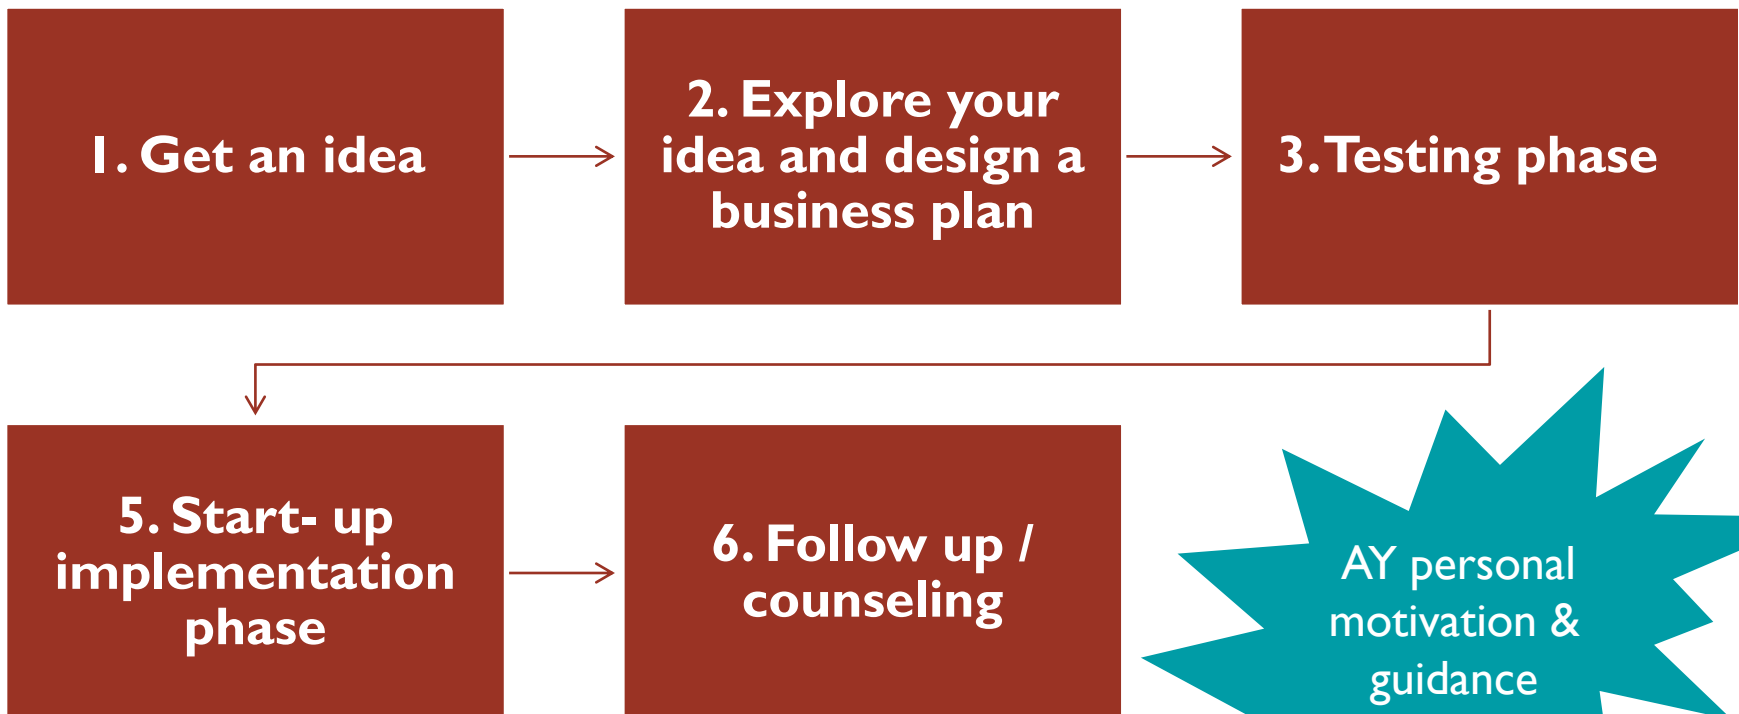 1. Get an idea
2. Explore your
idea and design a
business plan
3. Testing phase
5. Start- up
implementation
phase
6. Follow up /
counseling
AY personal
motivation &
guidance